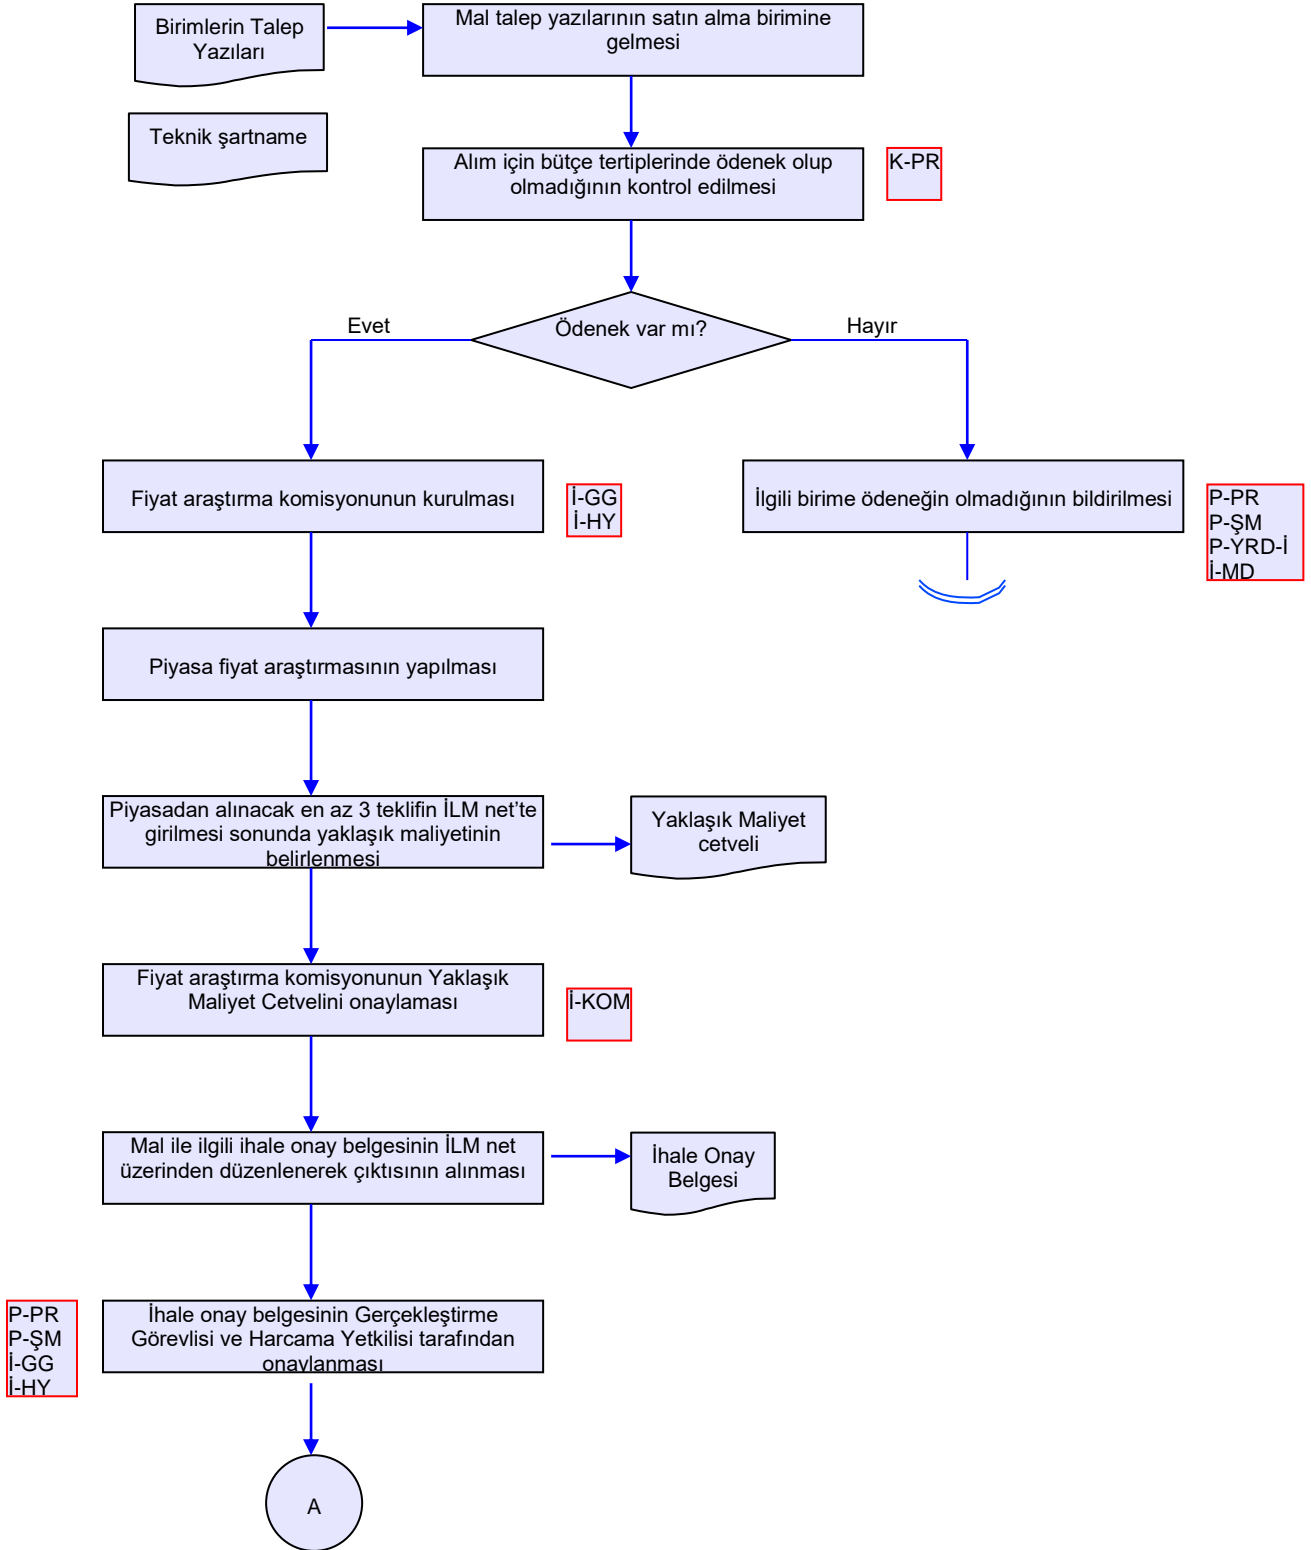 Birimlerin Talep
Yazıları
Mal talep yazılarının satın alma birimine
gelmesi
Teknik şartname
Alım için bütçe tertiplerinde ödenek olup
olmadığının kontrol edilmesi
K-PR
Ödenek var mı?
Evet
Hayır
Fiyat araştırma komisyonunun kurulması
İ-GG
İ-HY
İlgili birime ödeneğin olmadığının bildirilmesi
P-PR
P-ŞM
P-YRD-İ
İ-MD
Piyasa fiyat araştırmasının yapılması
Piyasadan alınacak en az 3 teklifin İLM net’te
girilmesi sonunda yaklaşık maliyetinin
belirlenmesi
Yaklaşık Maliyet
cetveli
Fiyat araştırma komisyonunun Yaklaşık
Maliyet Cetvelini onaylaması
İ-KOM
Mal ile ilgili ihale onay belgesinin İLM net
üzerinden düzenlenerek çıktısının alınması
İhale Onay
Belgesi
P-PR
P-ŞM
İ-GG
İ-HY
İhale onay belgesinin Gerçekleştirme
Görevlisi ve Harcama Yetkilisi tarafından
onaylanması
A